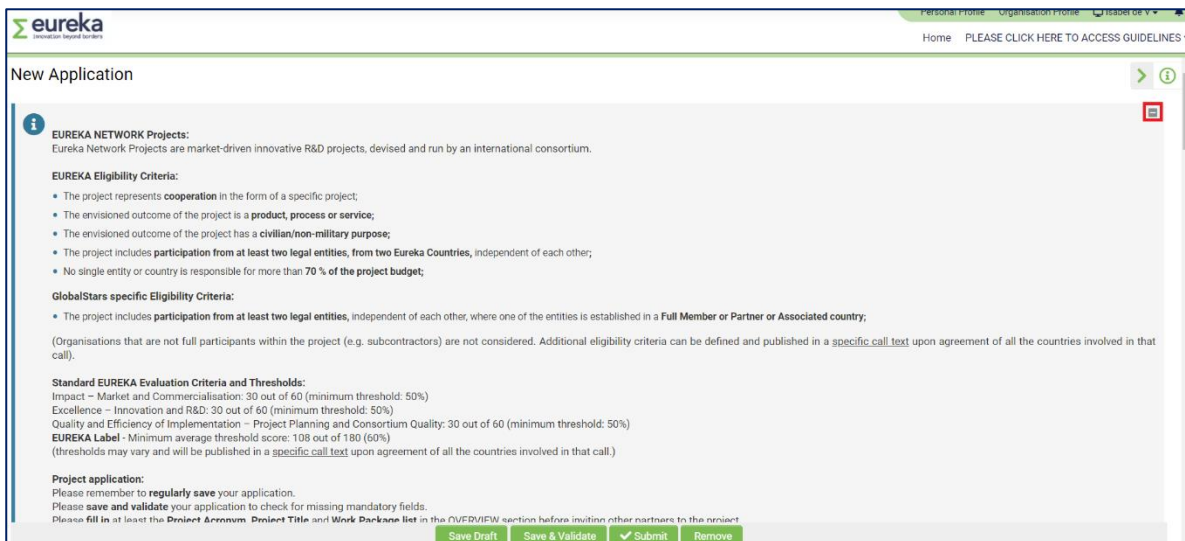 Personal Profile Organisation Profile Isabel de V
eureka
innovation beyond borders
Home PLEASE CLICK HERE TO ACCESS GUIDELINES
New Application
EUREKA NETWORK Projects:
Eureka Network Projects are market-driven innovative R&D projects, devised and run by an international consortium.
EUREKA Eligibility Criteria:
• The project represents cooperation in the form of a specific project;
• The envisioned outcome of the project is a product, process or service;
• The envisioned outcome of the project has a civilian/non-military purpose;
• The project includes participation from at least two legal entities, from two Eureka Countries, independent of each other;
• No single entity or country is responsible for more than 70 % of the project budget;
GlobalStars specific Eligibility Criteria:
• The project includes participation from at least two legal entities, independent of each other, where one of the entities is established in a Full Member or Partner or Associated country;
(Organisations that are not full participants within the project (e.g. subcontractors) are not considered. Additional eligibility criteria can be defined and published in a specific call text upon agreement of all the countries involved in that
call).
Standard EUREKA Evaluation Criteria and Thresholds:
Impact – Market and Commercialisation: 30 out of 60 (minimum threshold: 50%)
Excellence – Innovation and R&D: 30 out of 60 (minimum threshold: 50%)
Quality and Efficiency of Implementation – Project Planning and Consortium Quality: 30 out of 60 (minimum threshold: 50%)
EUREKA Label - Minimum average threshold score: 108 out of 180 (60%)
(thresholds may vary and will be published in a specific call text upon agreement of all the countries involved in that call.)
Project application:
Please remember to regularly save your application.
Please save and validate your application to check for missing mandatory fields.
Please fill in at least the Project Acronym, Project Title and Work Package list in the OVERVIEW section before inviting other partners to the project.
Save Draft Save & Validate ✓ Submit Remove